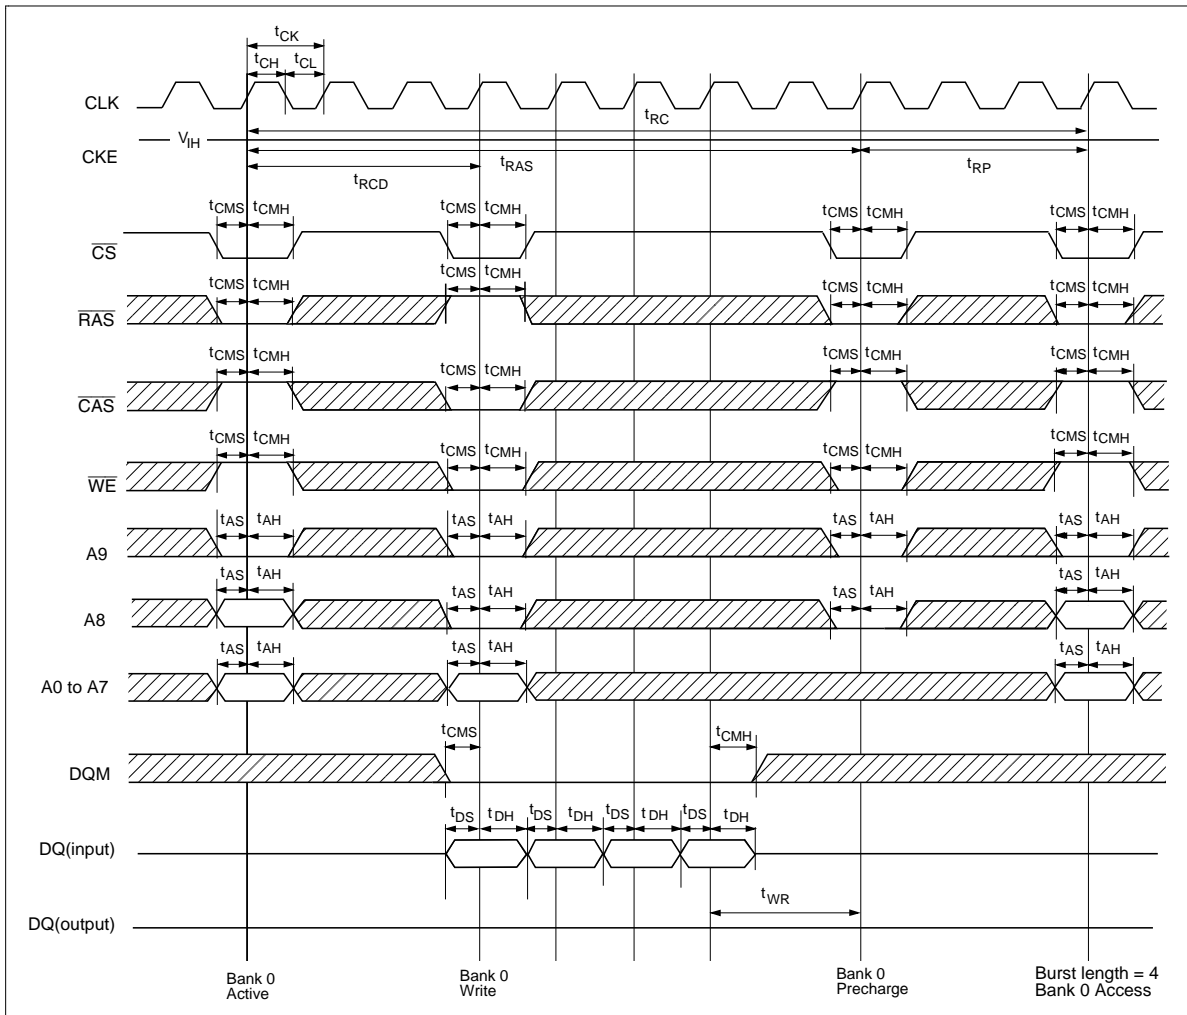 tCK
tCH tCL
CLK
tRC
VIH
CKE
tRAS tRP
tRCD
tCMS tCMH tCMS tCMH tCMS tCMH tCMS tCMH
CS
tCMS tCMH tCMS tCMH tCMS tCMH tCMS tCMH
RAS
tCMS tCMH tCMS tCMH tCMS tCMH tCMS tCMH
CAS
tCMS tCMH tCMS tCMH tCMS tCMH tCMS tCMH
WE
tAS tAH tAS tAH tAS tAH tAS tAH
A9
tAS tAH tAS tAH tAS tAH tAS tAH
A8
tAS tAH tAS tAH tAS tAH
A0 to A7
tCMS tCMH
DQM
tDS tDH tDS tDH tDS tDH tDS tDH
DQ(input)
tWR
DQ(output)
Bank 0 Bank 0 Bank 0 Burst length = 4
Active Write Precharge Bank 0 Access